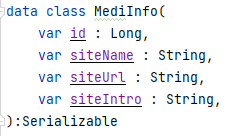 data class MediInfo(
    var id : Long,
    var siteName : String,
    var siteUrl : String,
    var siteIntro : String,
):Serializable